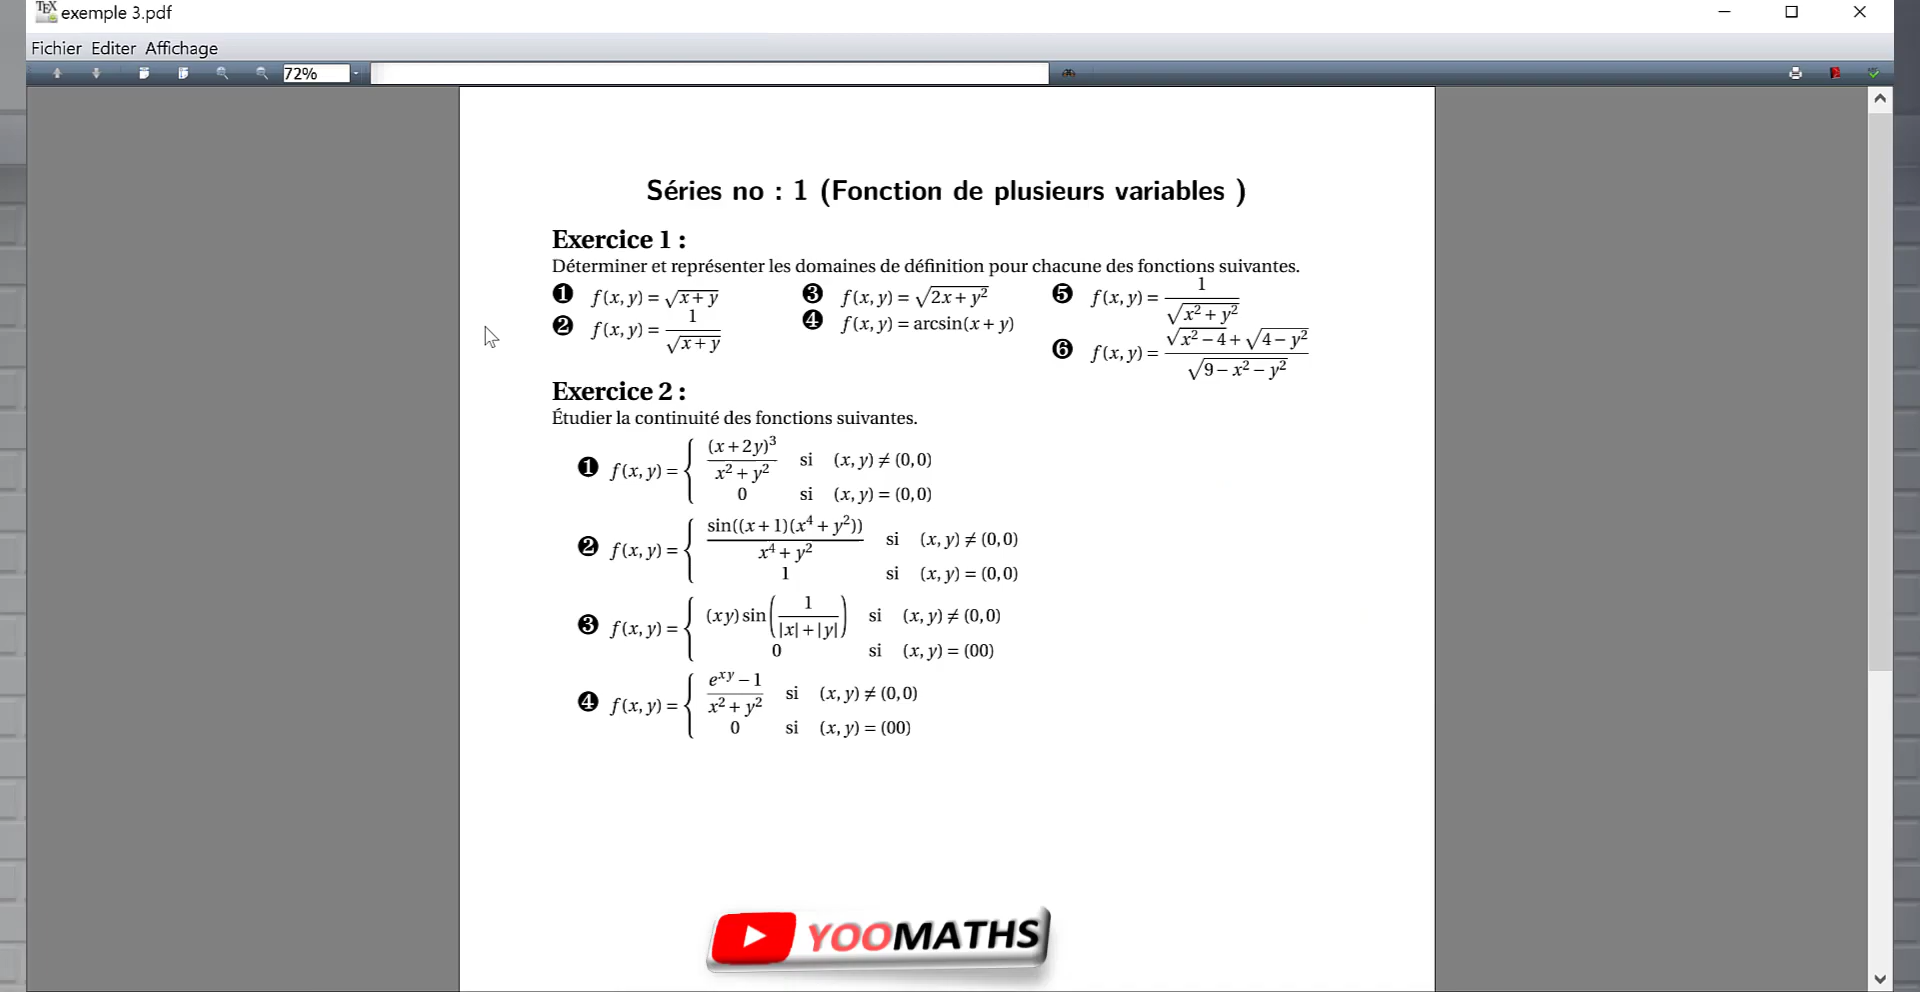 TEX exemple 3.pdf
Fichier Editer Affichage
72%
Séries no : 1 (Fonction de plusieurs variables )
Exercice 1 :
Déterminer et représenter les domaines de définition pour chacune des fonctions suivantes.
❶ f(x, y) = √(x + y)
❷ f(x, y) = 1/√(x + y)
❸ f(x, y) = √(2x + y²)
❹ f(x, y) = arcsin(x + y)
❺ f(x, y) = 1/√(x² + y²)
❻ f(x, y) = (√(x² − 4) + √(4 − y²))/√(9 − x² − y²)
Exercice 2 :
Étudier la continuité des fonctions suivantes.
❶ f(x, y) = { (x + 2y)³/(x² + y²) si (x, y) ≠ (0, 0)
0 si (x, y) = (0, 0)
❷ f(x, y) = { sin((x + 1)(x⁴ + y²))/(x⁴ + y²) si (x, y) ≠ (0, 0)
1 si (x, y) = (0, 0)
❸ f(x, y) = { (xy) sin(1/(|x| + |y|)) si (x, y) ≠ (0, 0)
0 si (x, y) = (00)
❹ f(x, y) = { (e^{xy} − 1)/(x² + y²) si (x, y) ≠ (0, 0)
0 si (x, y) = (00)
YOOMATHS